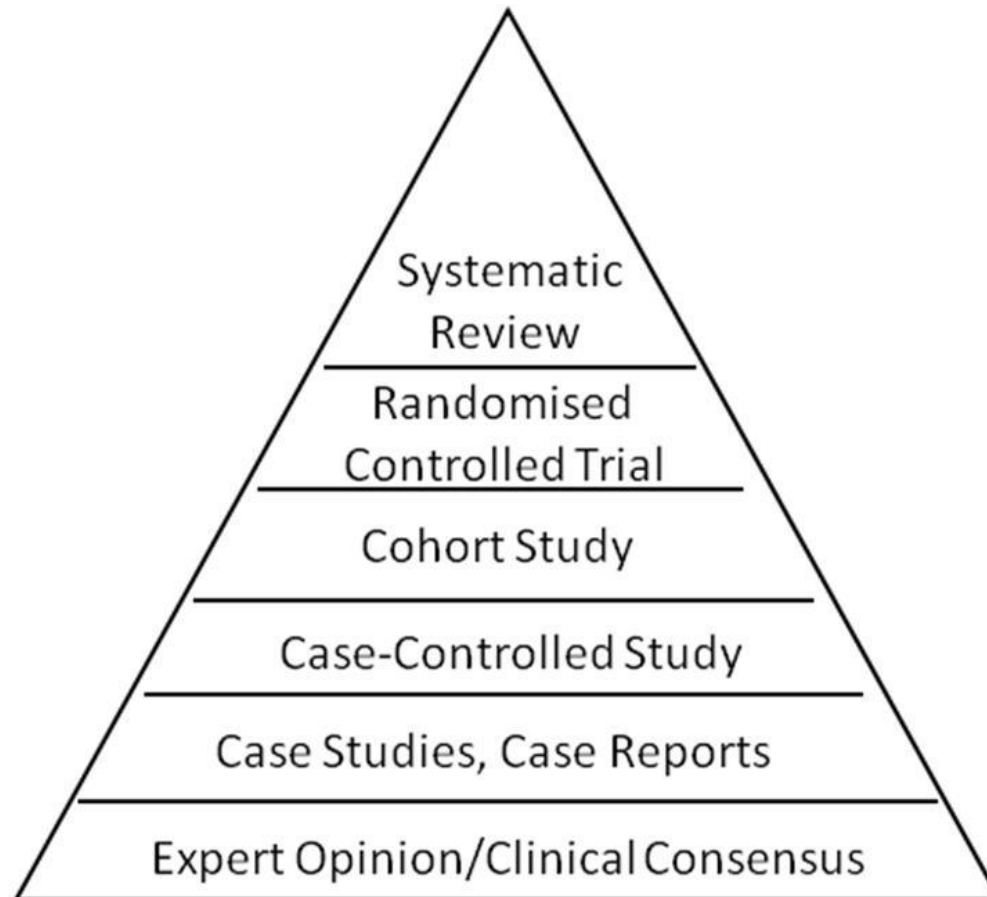 Systematic
Review
Randomised
Controlled Trial
Cohort Study
Case-Controlled Study
Case Studies, Case Reports
Expert Opinion/Clinical Consensus